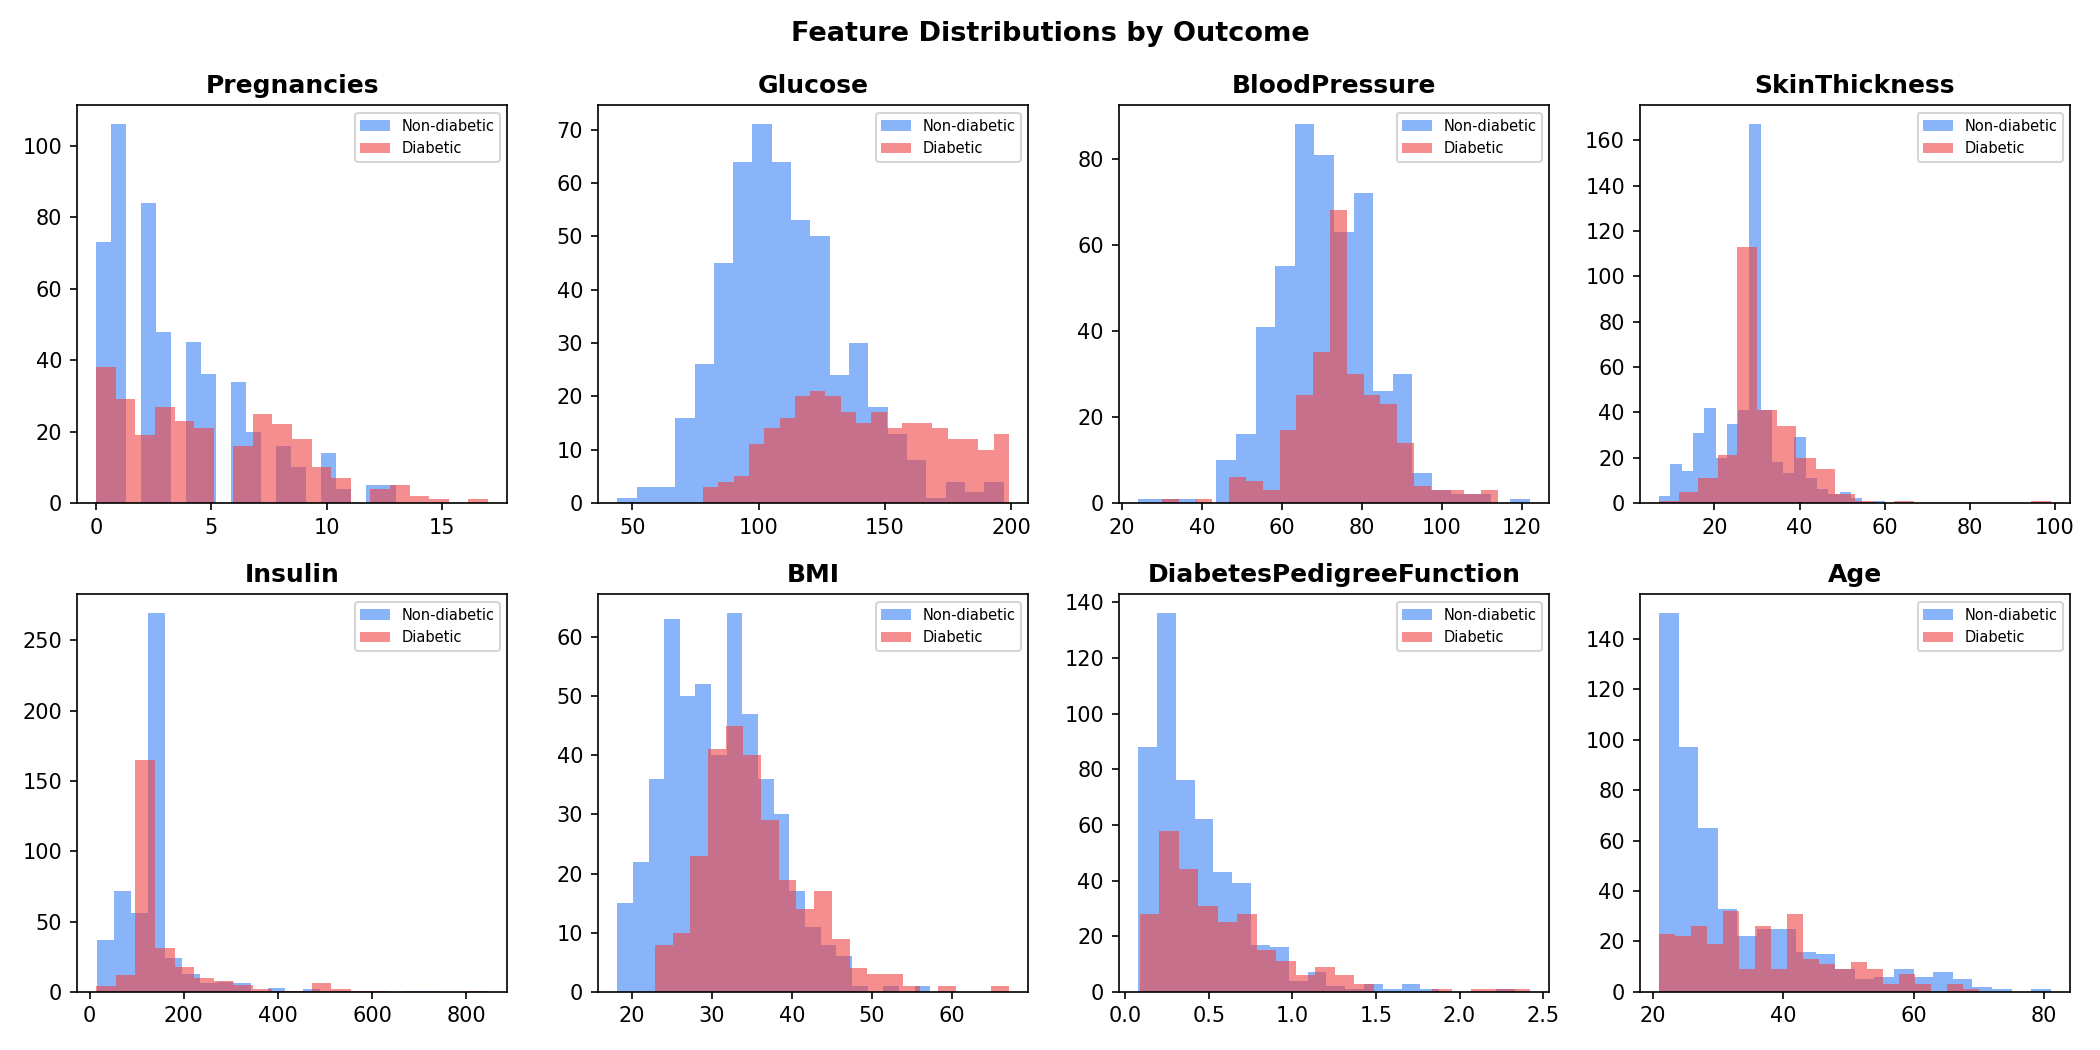 Feature Distributions by Outcome
Pregnancies
Non-diabetic
Diabetic
100
80
60
40
20
0
0 5 10 15
Glucose
Non-diabetic
Diabetic
70
60
50
40
30
20
10
0
50 100 150 200
BloodPressure
Non-diabetic
Diabetic
80
60
40
20
0
20 40 60 80 100 120
SkinThickness
Non-diabetic
Diabetic
160
140
120
100
80
60
40
20
0
20 40 60 80 100
Insulin
Non-diabetic
Diabetic
250
200
150
100
50
0
0 200 400 600 800
BMI
Non-diabetic
Diabetic
60
50
40
30
20
10
0
20 30 40 50 60
DiabetesPedigreeFunction
Non-diabetic
Diabetic
140
120
100
80
60
40
20
0
0.0 0.5 1.0 1.5 2.0 2.5
Age
Non-diabetic
Diabetic
140
120
100
80
60
40
20
0
20 40 60 80